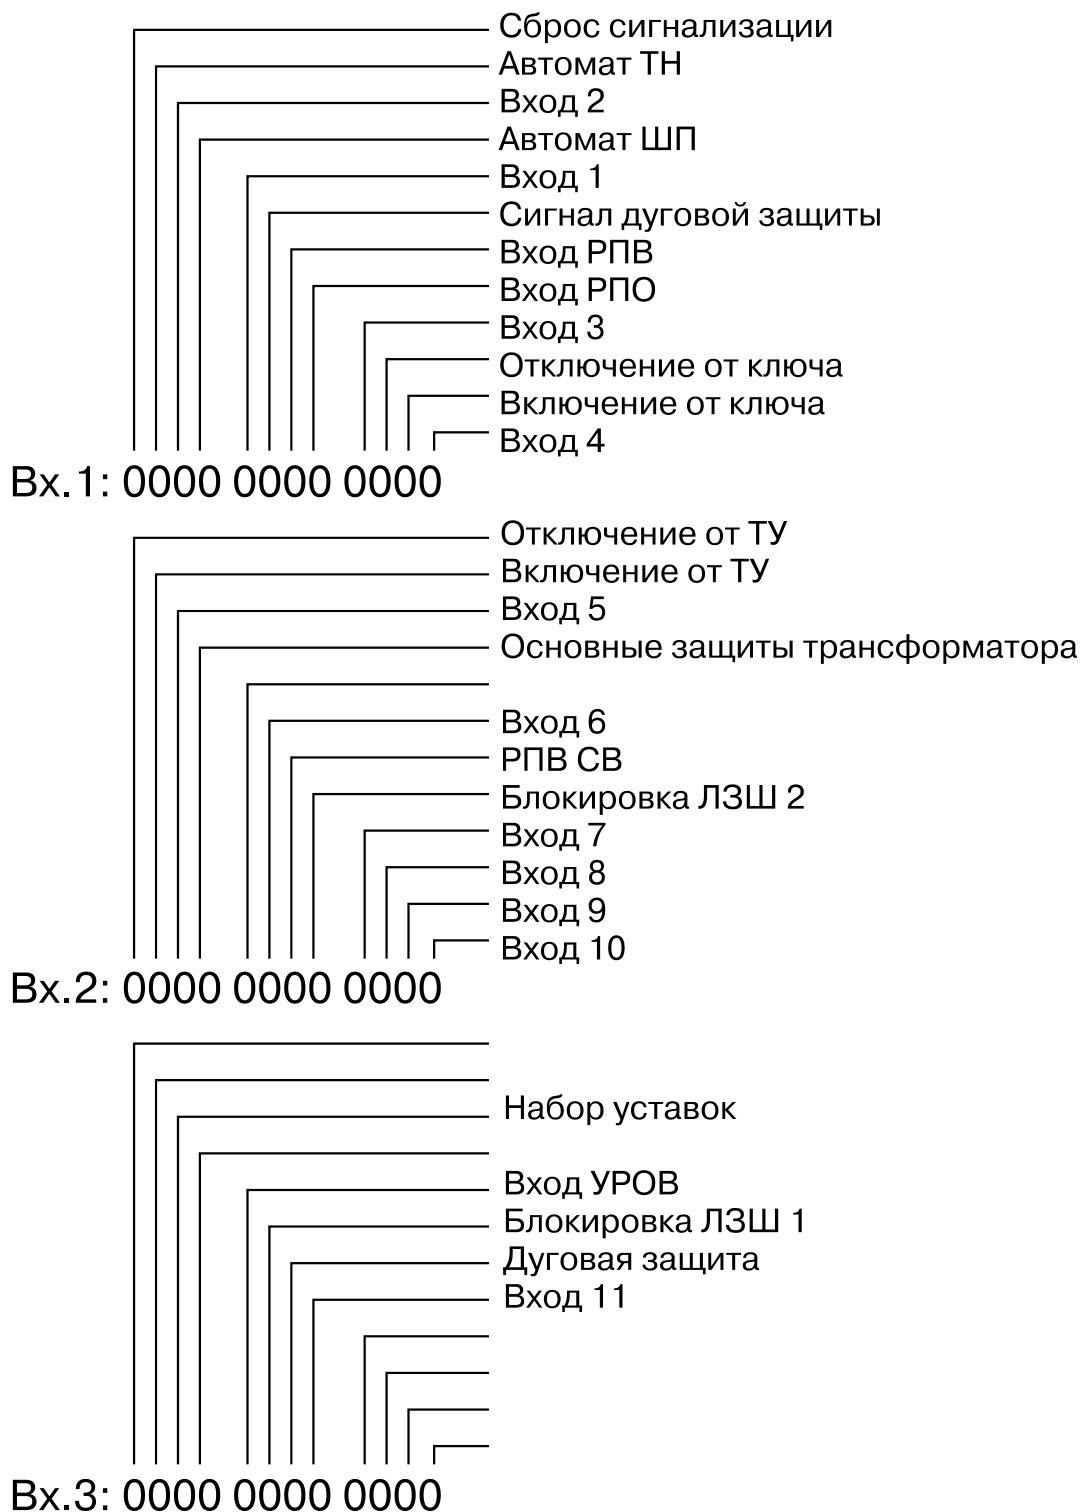 Сброс сигнализации
Автомат ТН
Вход 2
Автомат ШП
Вход 1
Сигнал дуговой защиты
Вход РПВ
Вход РПО
Вход 3
Отключение от ключа
Включение от ключа
Вход 4
Вх.1: 0000 0000 0000
Отключение от ТУ
Включение от ТУ
Вход 5
Основные защиты трансформатора
Вход 6
РПВ СВ
Блокировка ЛЗШ 2
Вход 7
Вход 8
Вход 9
Вход 10
Вх.2: 0000 0000 0000
Набор уставок
Вход УРОВ
Блокировка ЛЗШ 1
Дуговая защита
Вход 11
Вх.3: 0000 0000 0000